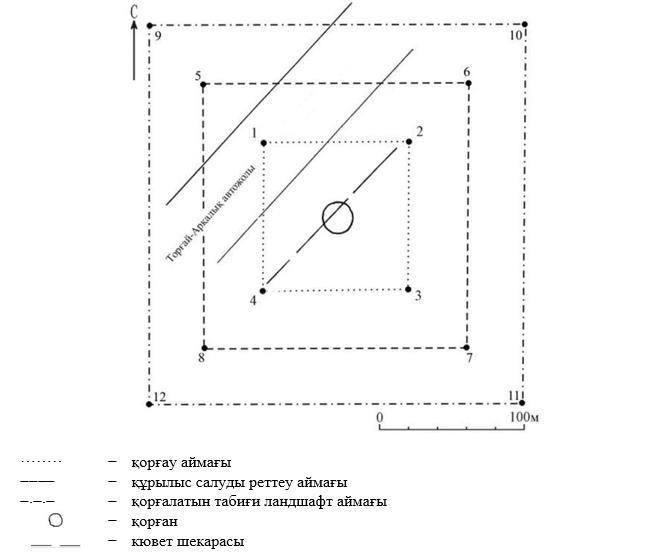 С
9
10
5
6
1
2
Торғай-Арқалық автожолы
4
3
8
7
12
11
0
100м
– қорғау аймағы
– құрылыс салуды реттеу аймағы
– қорғалатын табиғи ландшафт аймағы
– қорған
– кювет шекарасы